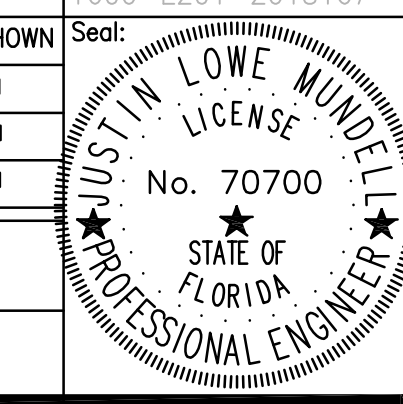 HOWN
Seal:
JUSTIN LOWE MUNDELL
LICENSE
No. 70700
STATE OF
FLORIDA
PROFESSIONAL ENGINEER